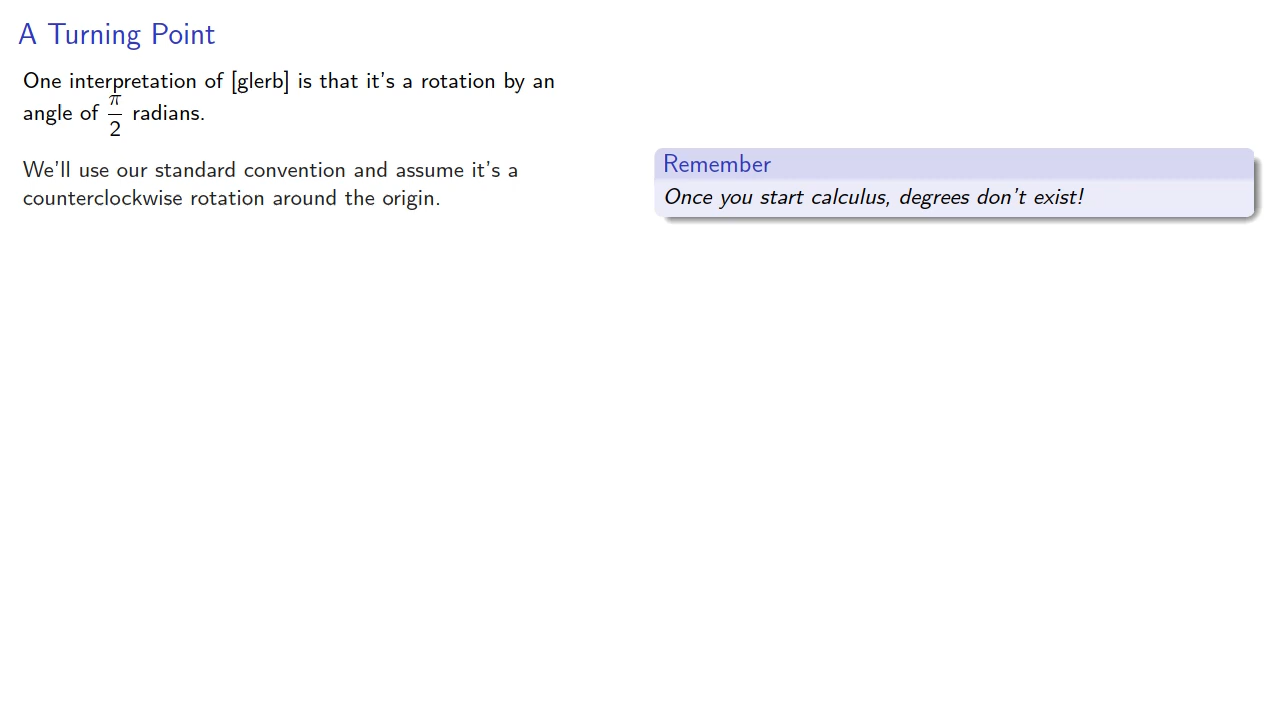 A Turning Point
One interpretation of [glerb] is that it's a rotation by an
angle of π/2 radians.
We'll use our standard convention and assume it's a
counterclockwise rotation around the origin.
Remember
Once you start calculus, degrees don't exist!